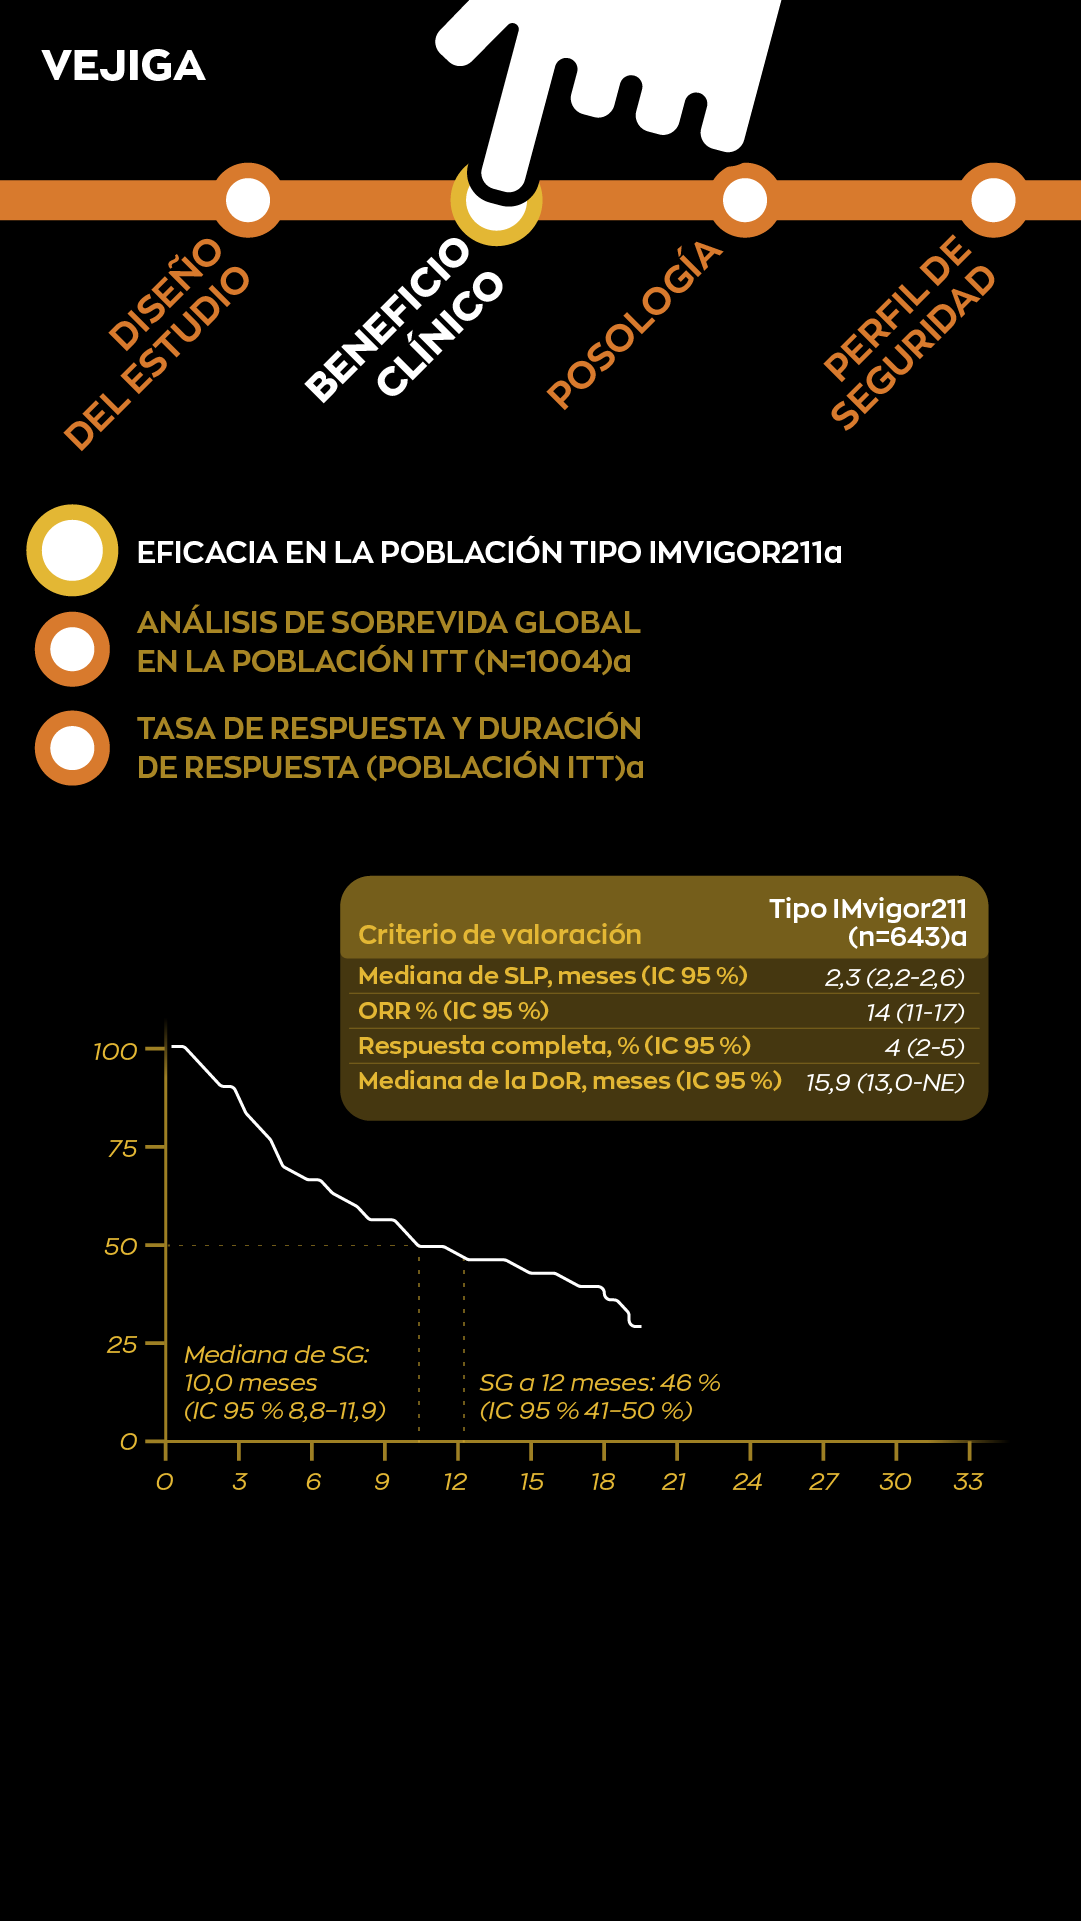 VEJIGA
DISEÑO
DEL ESTUDIO
BENEFICIO
CLÍNICO
POSOLOGÍA
PERFIL DE
SEGURIDAD
EFICACIA EN LA POBLACIÓN TIPO IMVIGOR211a
ANÁLISIS DE SOBREVIDA GLOBAL
EN LA POBLACIÓN ITT (N=1004)a
TASA DE RESPUESTA Y DURACIÓN
DE RESPUESTA (POBLACIÓN ITT)a
Tipo IMvigor211
Criterio de valoración (n=643)a
Mediana de SLP, meses (IC 95 %) 2,3 (2,2-2,6)
ORR % (IC 95 %) 14 (11-17)
Respuesta completa, % (IC 95 %) 4 (2-5)
Mediana de la DoR, meses (IC 95 %) 15,9 (13,0-NE)
100
75
50
25
0
Mediana de SG:
10,0 meses
(IC 95 % 8,8–11,9)
SG a 12 meses: 46 %
(IC 95 % 41–50 %)
0 3 6 9 12 15 18 21 24 27 30 33